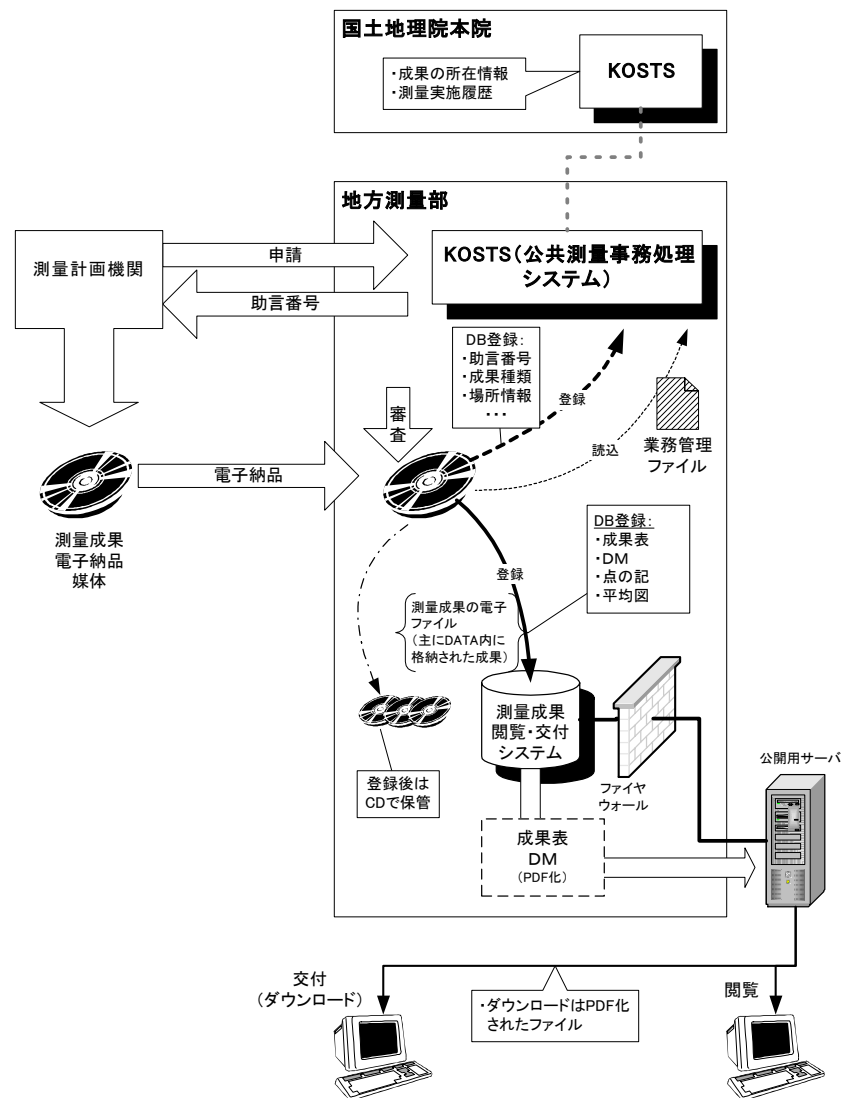 国土地理院本院
KOSTS
・成果の所在情報
・測量実施履歴
地方測量部
KOSTS(公共測量事務処理
システム)
測量計画機関
申請
助言番号
DB登録:
・助言番号
・成果種類
・場所情報
・・・
登録
審査
読込
業務管理
ファイル
電子納品
測量成果
電子納品
媒体
DB登録:
・成果表
・DM
・点の記
・平均図
登録
測量成果の電子
ファイル
(主にDATA内に
格納された成果)
測量成果
閲覧・交付
システム
登録後は
CDで保管
ファイヤ
ウォール
公開用サーバ
成果表
DM
(PDF化)
交付
(ダウンロード)
・ダウンロードはPDF化
されたファイル
閲覧